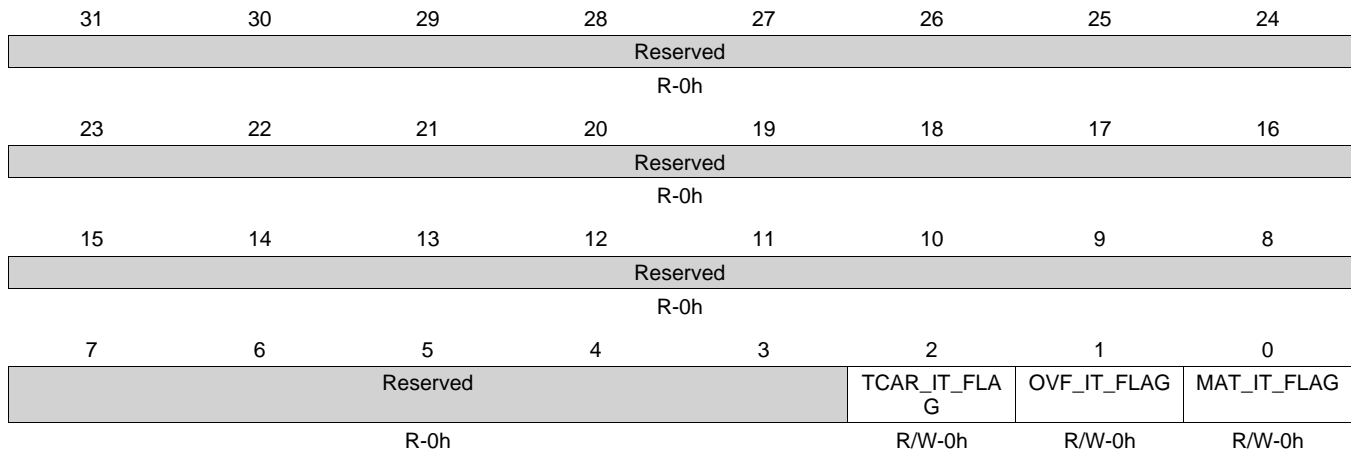 31 30 29 28 27 26 25 24
Reserved
R-0h
23 22 21 20 19 18 17 16
Reserved
R-0h
15 14 13 12 11 10 9 8
Reserved
R-0h
7 6 5 4 3 2 1 0
Reserved TCAR_IT_FLA OVF_IT_FLAG MAT_IT_FLAG
G
R-0h R/W-0h R/W-0h R/W-0h